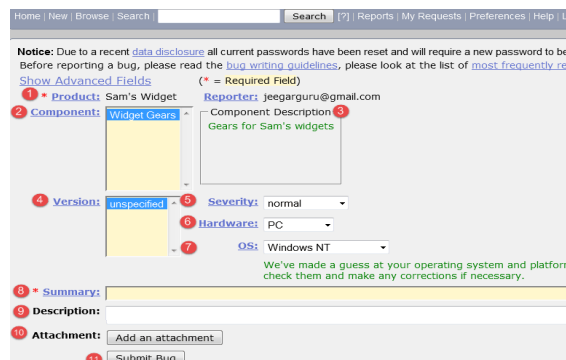 Home | New | Browse | Search | Search [?] | Reports | My Requests | Preferences | Help |
Notice: Due to a recent data disclosure all current passwords have been reset and will require a new password to be
Before reporting a bug, please read the bug writing guidelines, please look at the list of most frequently
Show Advanced Fields (* = Required Field)
1 * Product: Sam's Widget Reporter: jeegarguru@gmail.com
2 Component: Widget Gears Component Description 3
Gears for Sam's widgets
4 Version: unspecified 5 Severity: normal
6 Hardware: PC
7 OS: Windows NT
We've made a guess at your operating system and
check them and make any corrections if necessary.
8 * Summary:
9 Description:
10 Attachment: Add an attachment
11 Submit Bug